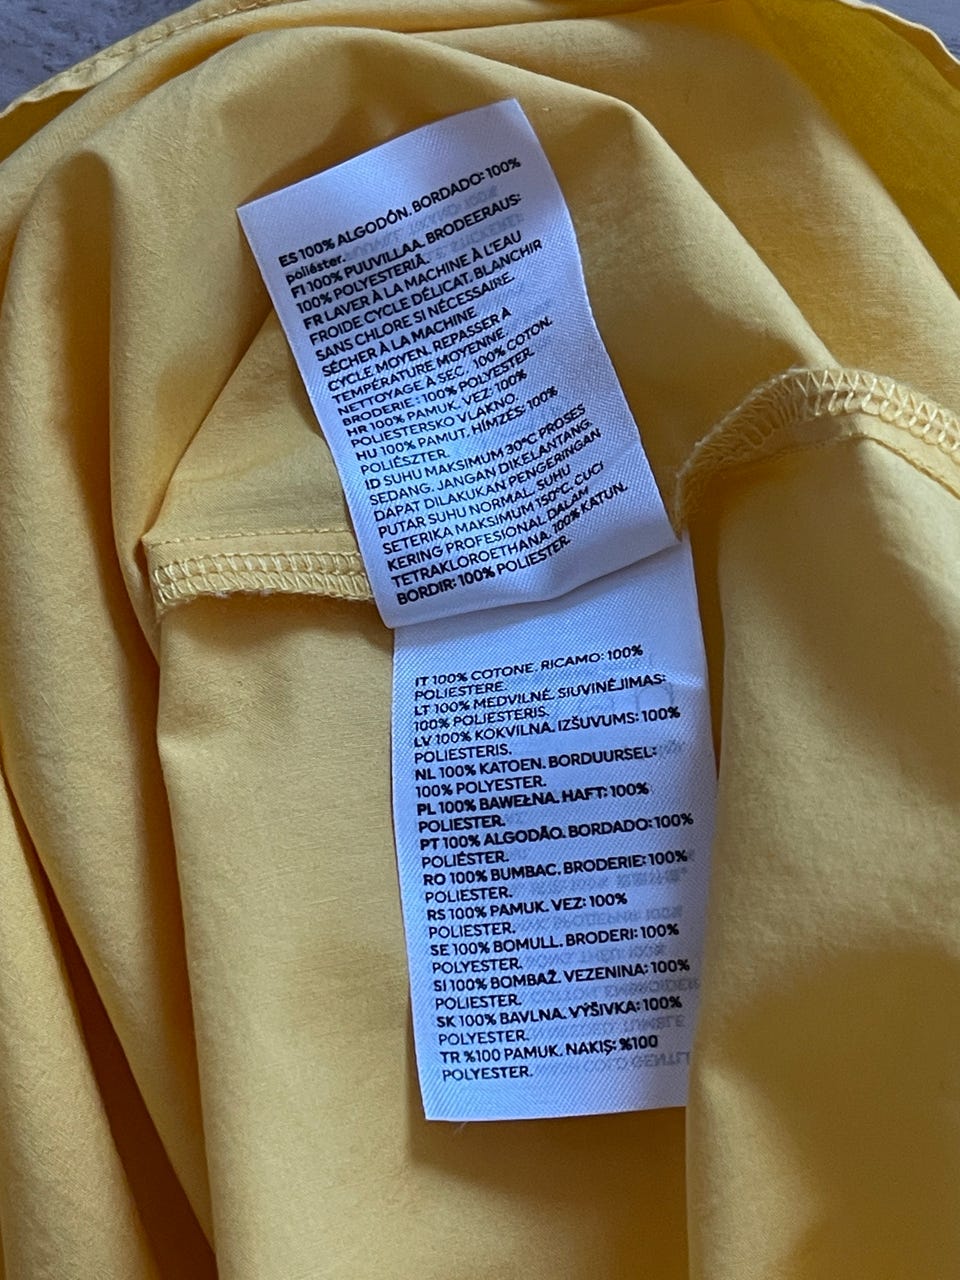 ES 100% ALGODÓN. BORDADO: 100%
poliéster.
FI 100% PUUVILLAA. BRODEERAUS:
100% POLYESTERIÄ.
FR LAVER À LA MACHINE À L'EAU
FROIDE CYCLE DÉLICAT, BLANCHIR
SANS CHLORE SI NÉCESSAIRE.
SÉCHER À LA MACHINE
CYCLE MOYEN. REPASSER À
TEMPÉRATURE MOYENNE.
NETTOYAGE À SEC. 100% COTON.
BRODERIE : 100% POLYESTER.
HR 100% PAMUK. VEZ: 100%
POLIESTERSKO VLAKNO.
HU 100% PAMUT. HÍMZÉS: 100%
POLIÉSZTER.
ID SUHU MAKSIMUM 30°C PROSES
SEDANG. JANGAN DIKELANTANG.
DAPAT DILAKUKAN PENGERINGAN
PUTAR SUHU NORMAL. SUHU
SETERIKA MAKSIMUM 150°C. CUCI
KERING PROFESIONAL DALAM
TETRAKLOROETHANA. 100% KATUN.
BORDIR: 100% POLIESTER.
IT 100% COTONE. RICAMO: 100%
POLIESTERE.
LT 100% MEDVILNĖ. SIUVINĖJIMAS:
100% POLIESTERIS.
LV 100% KOKVILNA. IZŠUVUMS: 100%
POLIESTERIS.
NL 100% KATOEN. BORDUURSEL:
100% POLYESTER.
PL 100% BAWEŁNA. HAFT: 100%
POLIESTER.
PT 100% ALGODÃO. BORDADO: 100%
POLIÉSTER.
RO 100% BUMBAC. BRODERIE: 100%
POLIESTER.
RS 100% PAMUK. VEZ: 100%
POLIESTER.
SE 100% BOMULL. BRODERI: 100%
POLYESTER.
SI 100% BOMBAŽ. VEZENINA: 100%
POLIESTER.
SK 100% BAVLNA. VÝŠIVKA: 100%
POLYESTER.
TR %100 PAMUK. NAKIŞ: %100
POLYESTER.